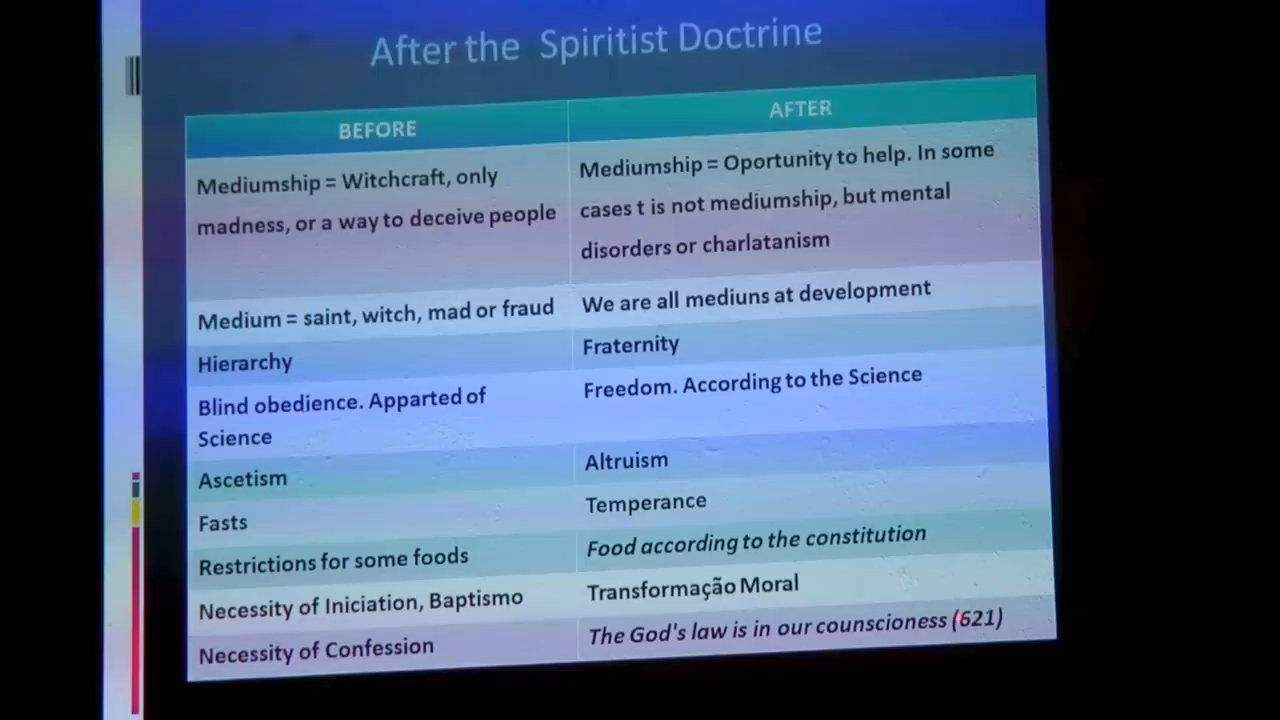 After the Spiritist Doctrine
BEFORE
AFTER
Mediumship = Witchcraft, only
madness, or a way to deceive people
Mediumship = Oportunity to help. In some
cases t is not mediumship, but mental
disorders or charlatanism
Medium = saint, witch, mad or fraud
We are all mediuns at development
Hierarchy
Fraternity
Blind obedience. Apparted of
Science
Freedom. According to the Science
Ascetism
Altruism
Fasts
Temperance
Restrictions for some foods
Food according to the constitution
Necessity of Iniciation, Baptismo
Transformação Moral
Necessity of Confession
The God's law is in our counscioness (621)